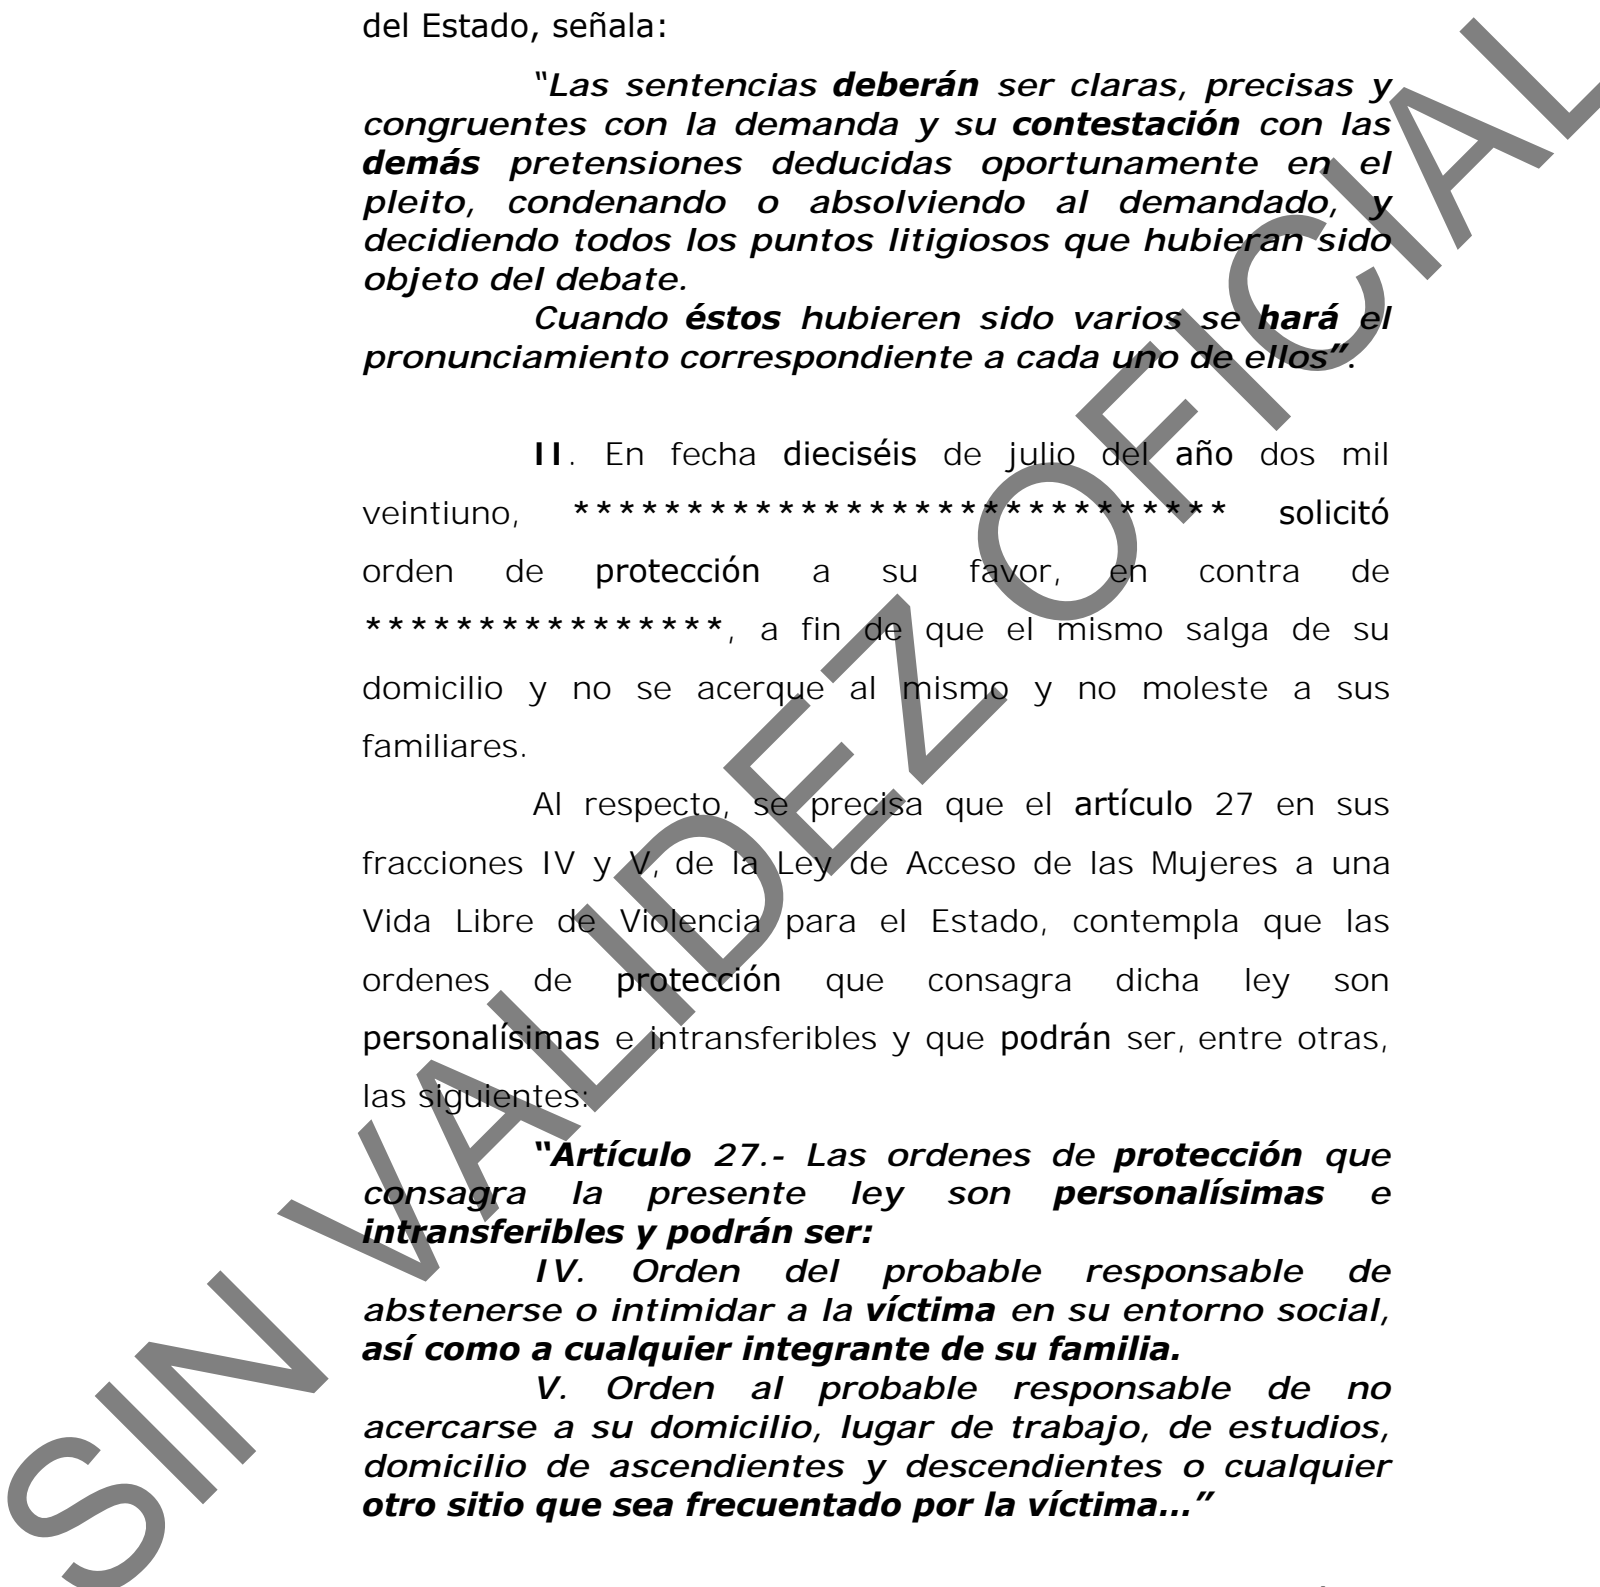 del Estado, señala:
“Las sentencias deberán ser claras, precisas y
congruentes con la demanda y su contestación con las
demás pretensiones deducidas oportunamente en el
pleito, condenando o absolviendo al demandado, y
decidiendo todos los puntos litigiosos que hubieran sido
objeto del debate.
Cuando éstos hubieren sido varios se hará el
pronunciamiento correspondiente a cada uno de ellos”.
II. En fecha dieciséis de julio del año dos mil
veintiuno, ***************************** solicitó
orden de protección a su favor, en contra de
****************, a fin de que el mismo salga de su
domicilio y no se acerque al mismo y no moleste a sus
familiares.
Al respecto, se precisa que el artículo 27 en sus
fracciones IV y V, de la Ley de Acceso de las Mujeres a una
Vida Libre de Violencia para el Estado, contempla que las
ordenes de protección que consagra dicha ley son
personalísimas e intransferibles y que podrán ser, entre otras,
las siguientes:
“Artículo 27.- Las ordenes de protección que
consagra la presente ley son personalísimas e
intransferibles y podrán ser:
IV. Orden del probable responsable de
abstenerse o intimidar a la víctima en su entorno social,
así como a cualquier integrante de su familia.
V. Orden al probable responsable de no
acercarse a su domicilio, lugar de trabajo, de estudios,
domicilio de ascendientes y descendientes o cualquier
otro sitio que sea frecuentado por la víctima...”
SIN VALIDEZ OFICIAL